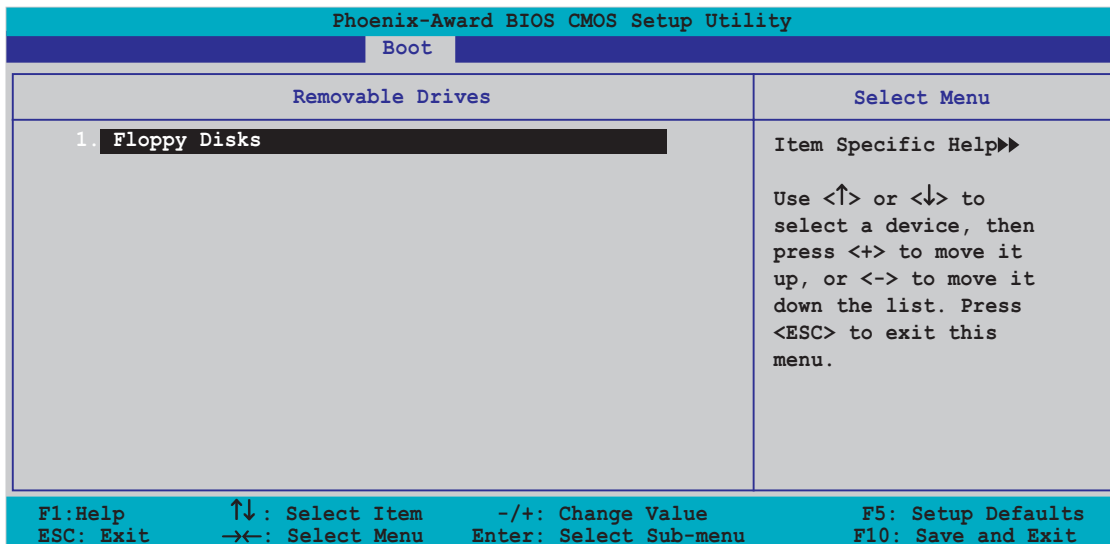 Phoenix-Award BIOS CMOS Setup Utility
Boot
Removable Drives
Select Menu
1. Floppy Disks
Item Specific Help▶▶
Use <↑> or <↓> to
select a device, then
press <+> to move it
up, or <-> to move it
down the list. Press
<ESC> to exit this
menu.
F1:Help ↑↓ : Select Item -/+: Change Value F5: Setup Defaults
ESC: Exit →←: Select Menu Enter: Select Sub-menu F10: Save and Exit